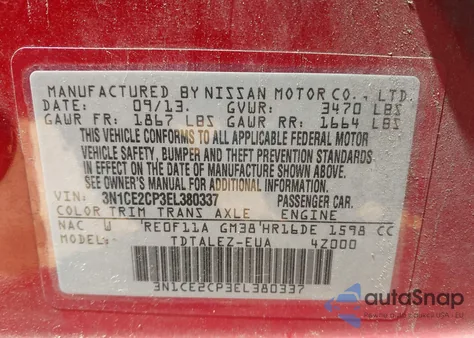 MANUFACTURED BY NISSAN MOTOR CO., LTD.
DATE: 09/13. GVWR: 3470 LBS
GAWR FR: 1867 LBS GAWR RR: 1664 LBS
THIS VEHICLE CONFORMS TO ALL APPLICABLE FEDERAL MOTOR
VEHICLE SAFETY, BUMPER AND THEFT PREVENTION STANDARDS
IN EFFECT ON THE DATE OF MANUFACTURE SHOWN ABOVE.
SEE OWNER'S MANUAL FOR ADDITIONAL INFORMATION.
VIN: 3N1CE2CP3EL380337 PASSENGER CAR.
COLOR TRIM TRANS AXLE ENGINE
NAC W RE0F11A GM38 HR16DE 1598 CC
MODEL: TDTALEZ-EUA 4Z000
3N1CE2CP3EL380337
autoSnap